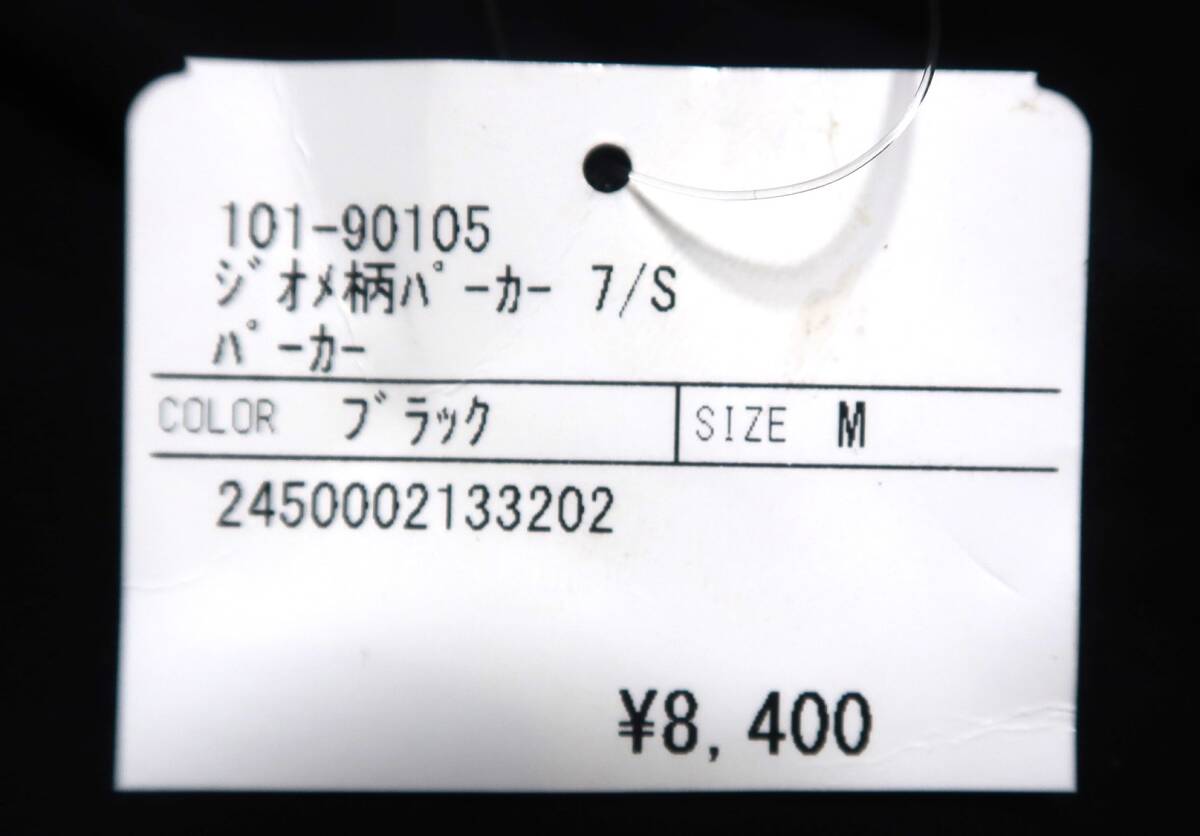 101-90105
ｼﾞｵﾒ柄ﾊﾟｰｶｰ 7/S
ﾊﾟｰｶｰ
COLOR ﾌﾞﾗｯｸ SIZE M
2450002133202
¥8,400